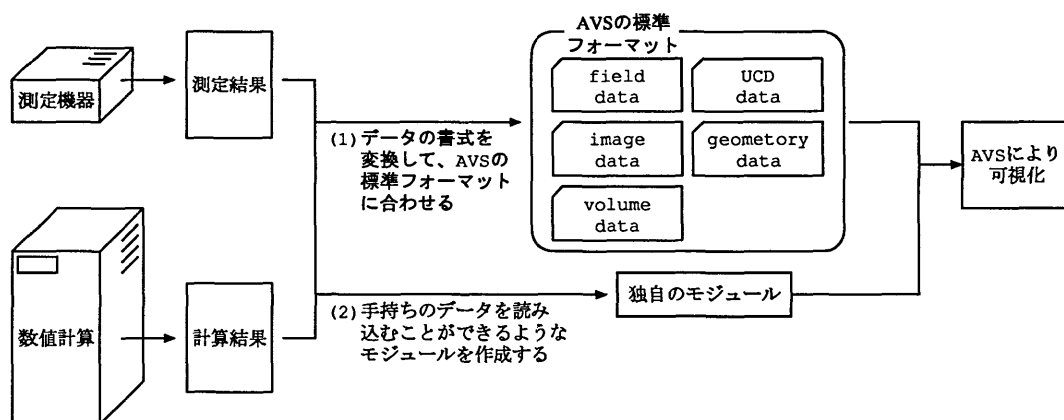 AVSの標準
フォーマット
測定機器
測定結果
field
data
UCD
data
(1) データの書式を
変換して、AVSの
標準フォーマット
に合わせる
image
data
geometory
data
volume
data
AVSにより
可視化
数値計算
計算結果
(2) 手持ちのデータを読み
込むことができるような
モジュールを作成する
独自のモジュール